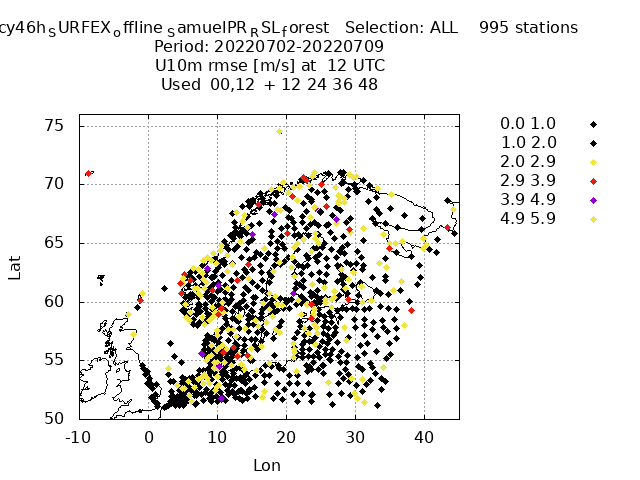 cy46hSURFEXoffline SamuelPRRSLforest Selection: ALL 995 stations
Period: 20220702-20220709
U10m rmse [m/s] at 12 UTC
Used 00,12 + 12 24 36 48
0.0 1.0
1.0 2.0
2.0 2.9
2.9 3.9
3.9 4.9
4.9 5.9
75
70
65
60
55
50
Lat
-10 0 10 20 30 40
Lon